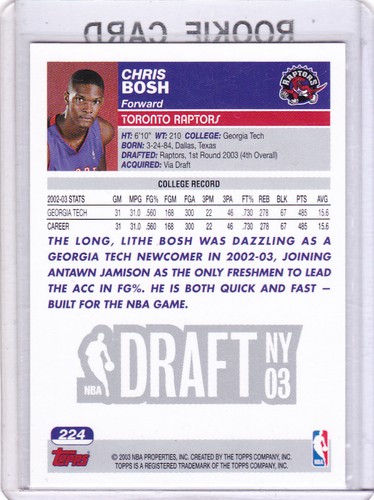 ROOKIE CARD
CHRIS
BOSH
Forward
RAPTORS
TORONTO RAPTORS
HT: 6'10" WT: 210 COLLEGE: Georgia Tech
BORN: 3-24-84, Dallas, Texas
DRAFTED: Raptors, 1st Round 2003 (4th Overall)
ACQUIRED: Via Draft
COLLEGE RECORD
2002-03 STATS GM MPG FG% FGM FGA 3PM 3PA FT% REB BLK PTS AVG
GEORGIA TECH 31 31.0 .560 168 300 22 46 .730 278 67 485 15.6
CAREER 31 31.0 .560 168 300 22 46 .730 278 67 485 15.6
THE LONG, LITHE BOSH WAS DAZZLING AS A
GEORGIA TECH NEWCOMER IN 2002-03, JOINING
ANTAWN JAMISON AS THE ONLY FRESHMEN TO LEAD
THE ACC IN FG%. HE IS BOTH QUICK AND FAST –
BUILT FOR THE NBA GAME.
NBA DRAFT NY 03
224
Topps
© 2003 NBA PROPERTIES, INC. CREATED BY THE TOPPS COMPANY, INC.
TOPPS IS A REGISTERED TRADEMARK OF THE TOPPS COMPANY, INC.
NBA